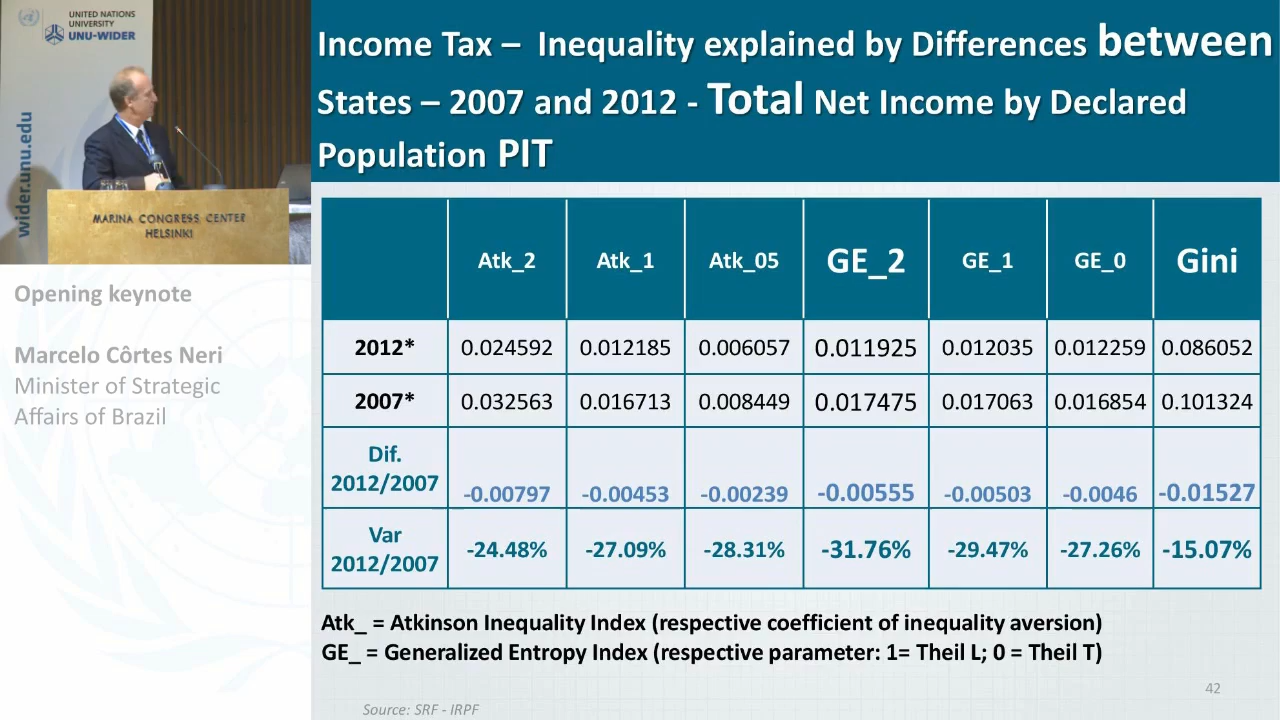 UNITED NATIONS
UNIVERSITY
UNU-WIDER
wider.unu.edu
MARINA CONGRESS CENTER
HELSINKI
Opening keynote
Marcelo Côrtes Neri
Minister of Strategic
Affairs of Brazil
Income Tax – Inequality explained by Differences between
States – 2007 and 2012 - Total Net Income by Declared
Population PIT
Atk_2 Atk_1 Atk_05 GE_2 GE_1 GE_0 Gini
2012* 0.024592 0.012185 0.006057 0.011925 0.012035 0.012259 0.086052
2007* 0.032563 0.016713 0.008449 0.017475 0.017063 0.016854 0.101324
Dif.
2012/2007 -0.00797 -0.00453 -0.00239 -0.00555 -0.00503 -0.0046 -0.01527
Var
2012/2007 -24.48% -27.09% -28.31% -31.76% -29.47% -27.26% -15.07%
Atk_ = Atkinson Inequality Index (respective coefficient of inequality aversion)
GE_ = Generalized Entropy Index (respective parameter: 1= Theil L; 0 = Theil T)
42
Source: SRF - IRPF